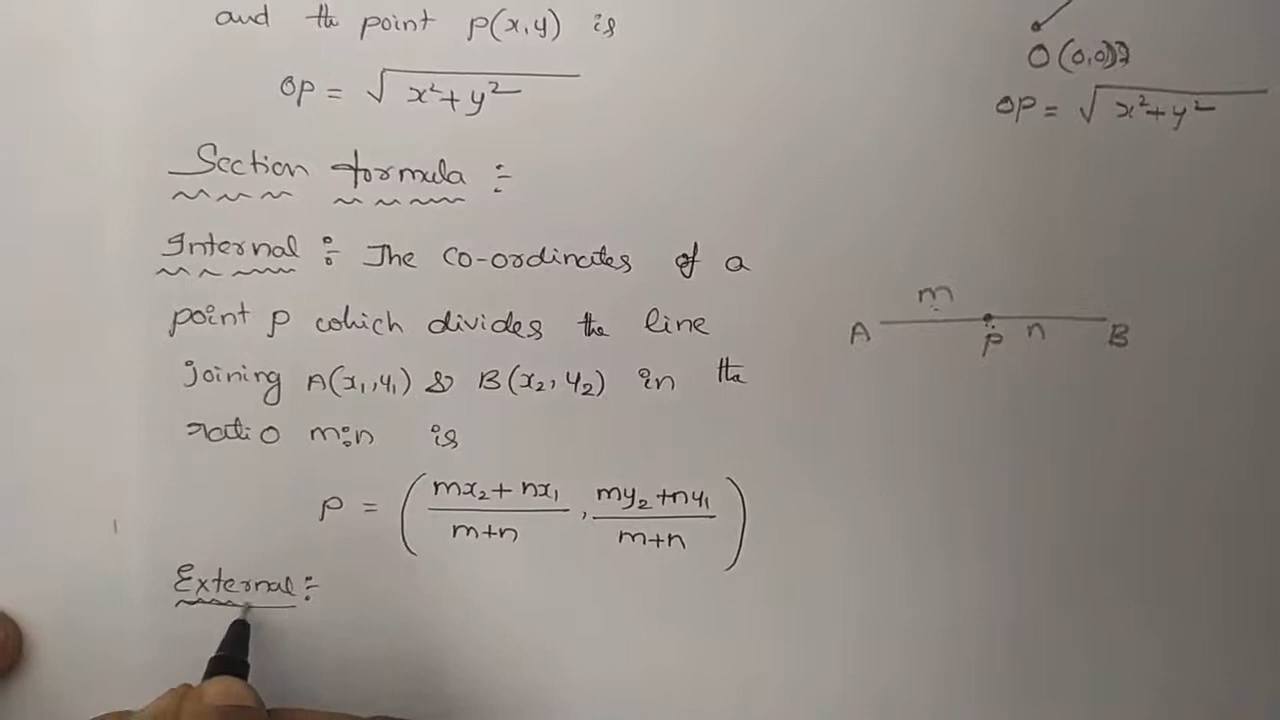 and the point P(x,y) is
OP = √x²+y²
Section formula :-
Internal :- The co-ordinates of a
point P which divides the line
joining A(x₁,y₁) & B(x₂,y₂) in the
ratio m:n is
P = (mx₂+nx₁/m+n, my₂+ny₁/m+n)
External :-
O(0,0)
OP = √x²+y²
m
A P n B